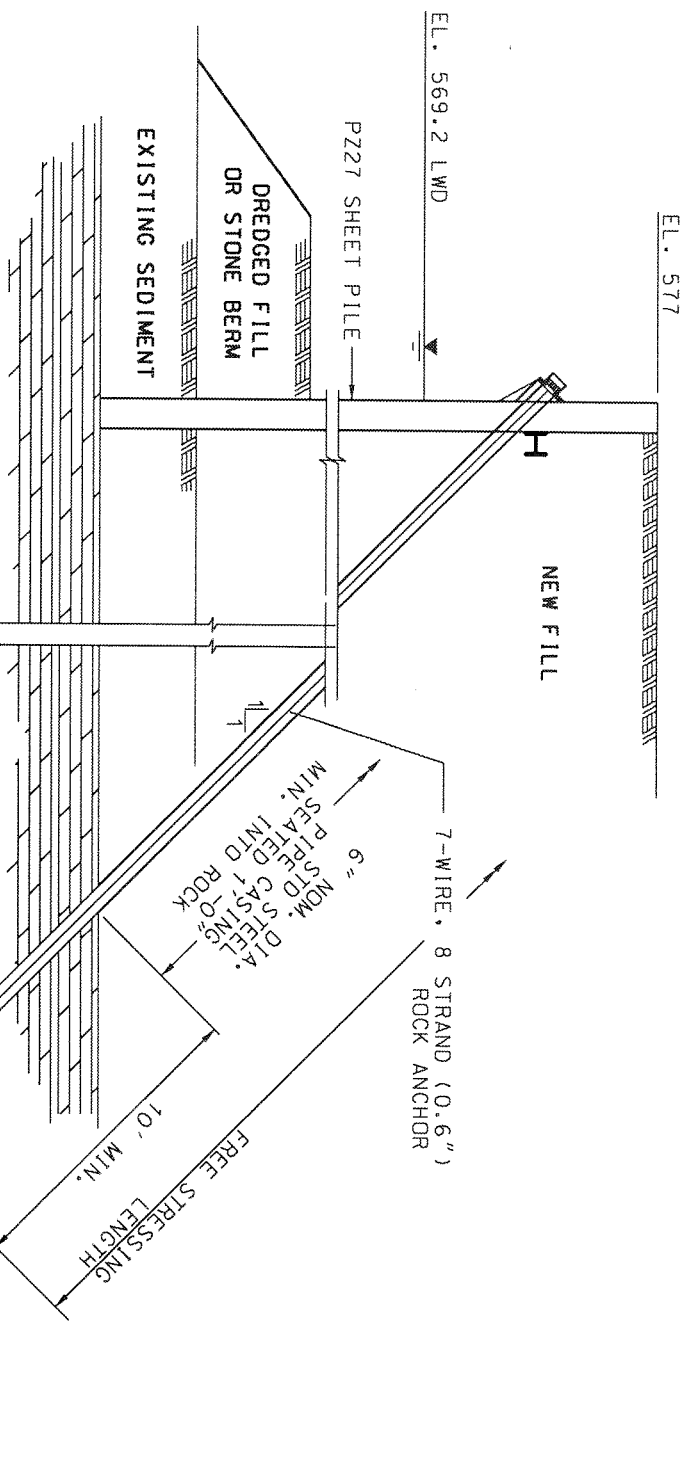 EL. 577
EL. 569.2 LWD
PZ27 SHEET PILE
DREDGED FILL
OR STONE BERM
EXISTING SEDIMENT
NEW FILL
7-WIRE, 8 STRAND (0.6")
ROCK ANCHOR
6" NOM. DIA.
STD STEEL
PIPE CASING,
SEATED 1'-0"
MIN. INTO ROCK
1
1
10' MIN.
FREE STRESSING
LENGTH